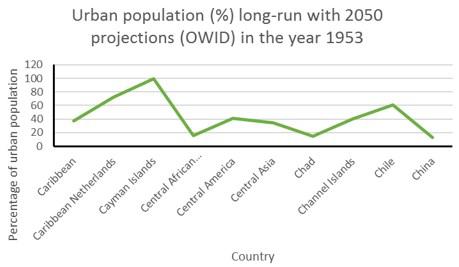 Urban population (%) long-run with 2050
projections (OWID) in the year 1953
Percentage of urban population
120
100
80
60
40
20
0
Caribbean
Caribbean Netherlands
Cayman Islands
Central African...
Central America
Central Asia
Chad
Channel Islands
Chile
China
Country